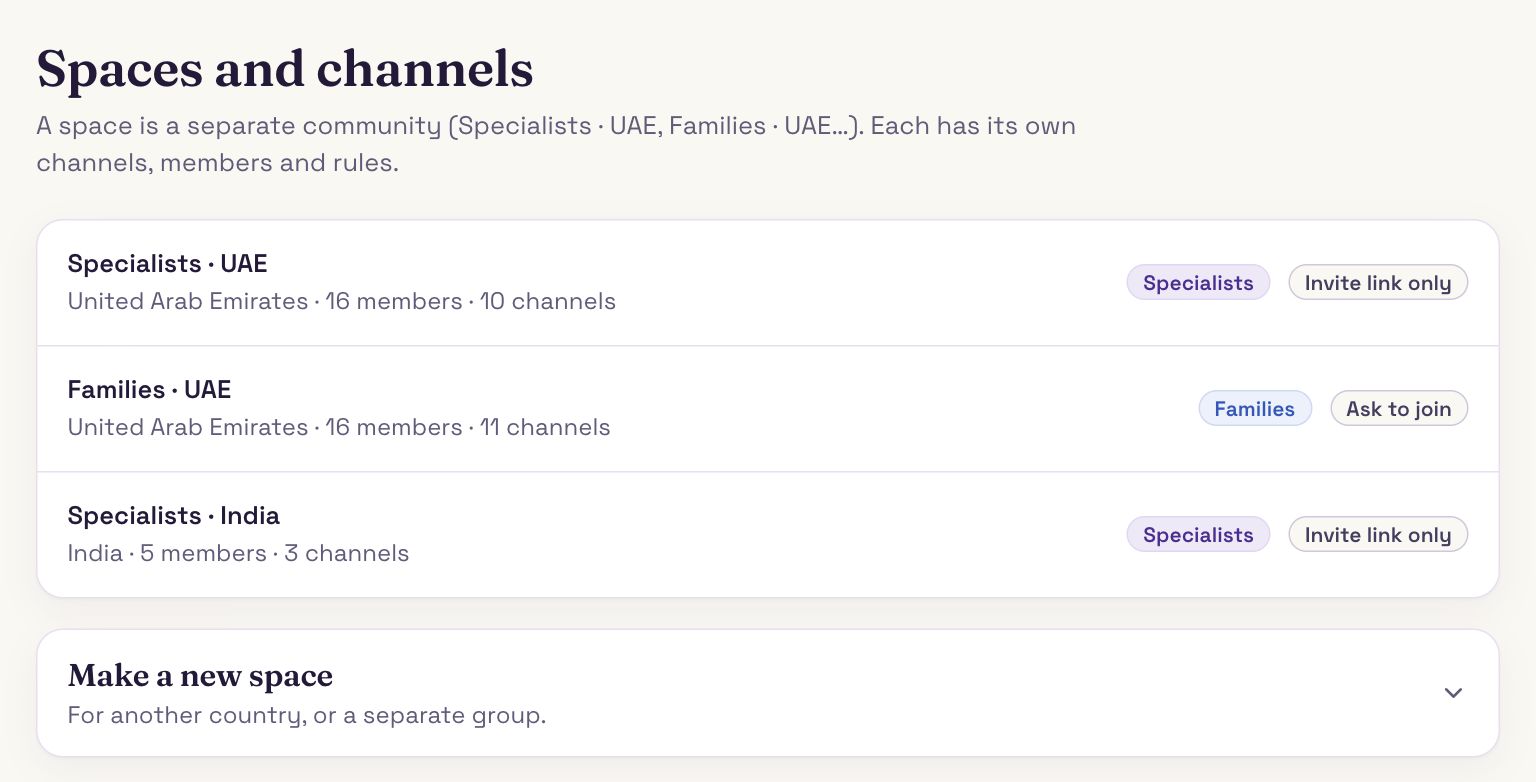 Spaces and channels
A space is a separate community (Specialists · UAE, Families · UAE...). Each has its own
channels, members and rules.
Specialists · UAE
United Arab Emirates · 16 members · 10 channels
Specialists
Invite link only
Families · UAE
United Arab Emirates · 16 members · 11 channels
Families
Ask to join
Specialists · India
India · 5 members · 3 channels
Specialists
Invite link only
Make a new space
For another country, or a separate group.